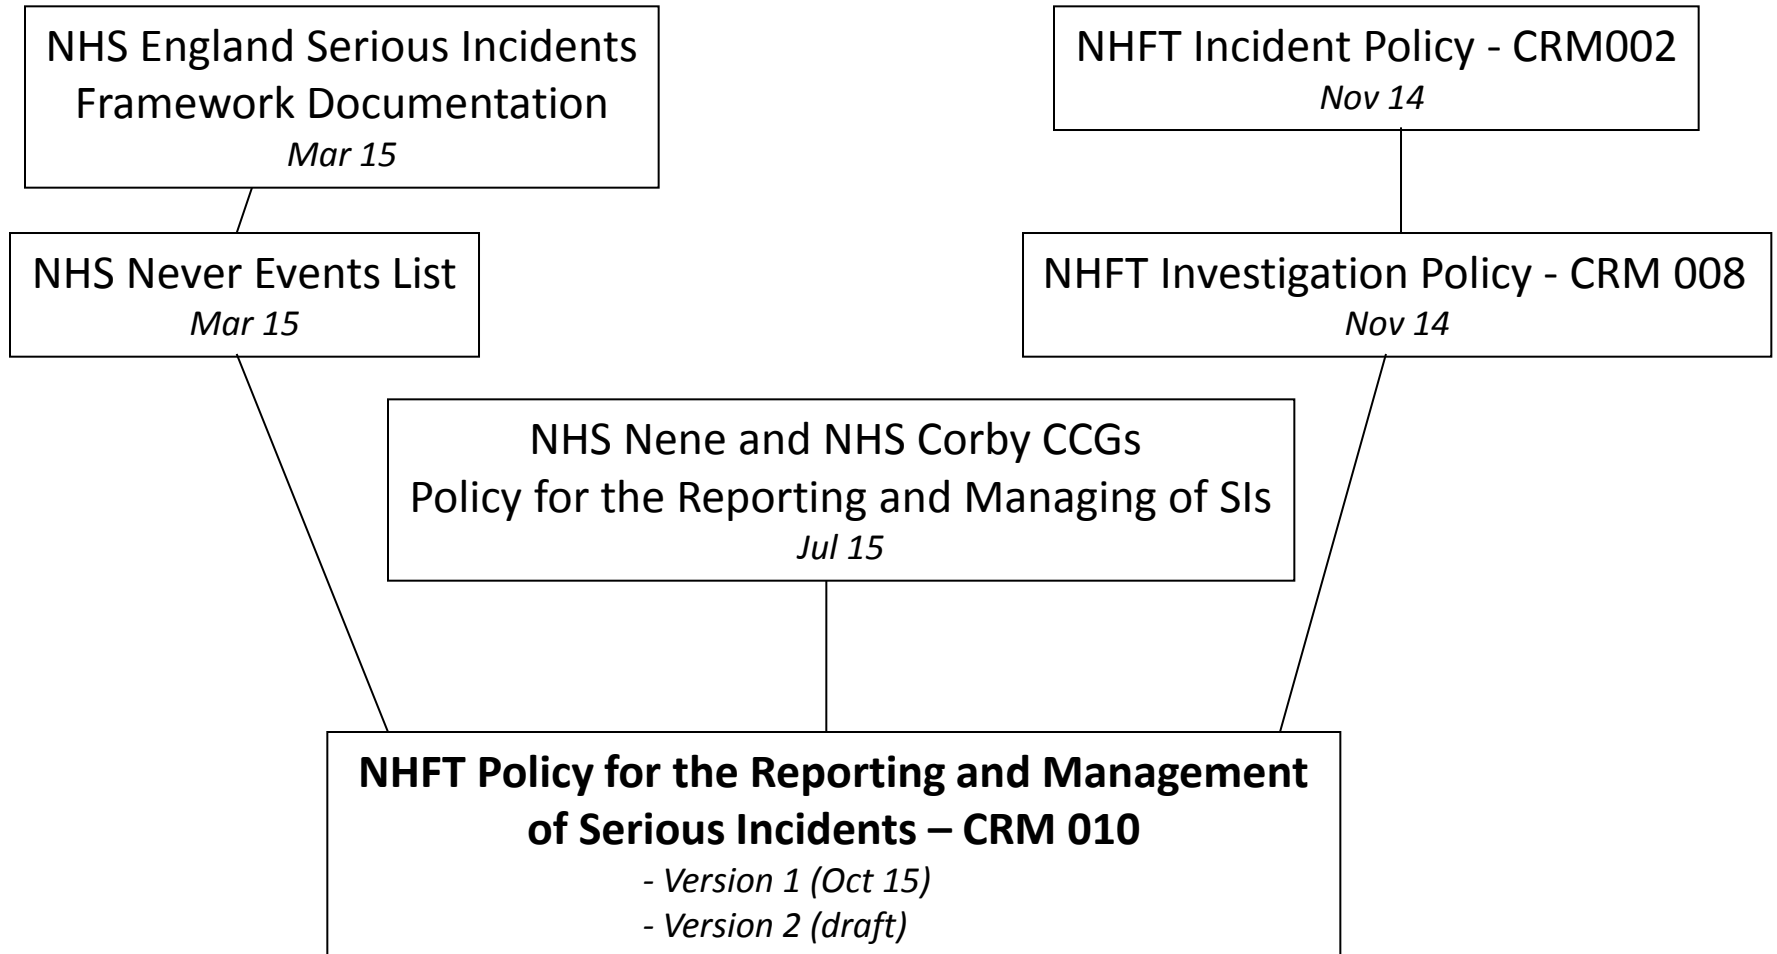 NHS England Serious Incidents
Framework Documentation
Mar 15
NHFT Incident Policy - CRM002
Nov 14
NHS Never Events List
Mar 15
NHFT Investigation Policy - CRM 008
Nov 14
NHS Nene and NHS Corby CCGs
Policy for the Reporting and Managing of SIs
Jul 15
NHFT Policy for the Reporting and Management
of Serious Incidents – CRM 010
- Version 1 (Oct 15)
- Version 2 (draft)